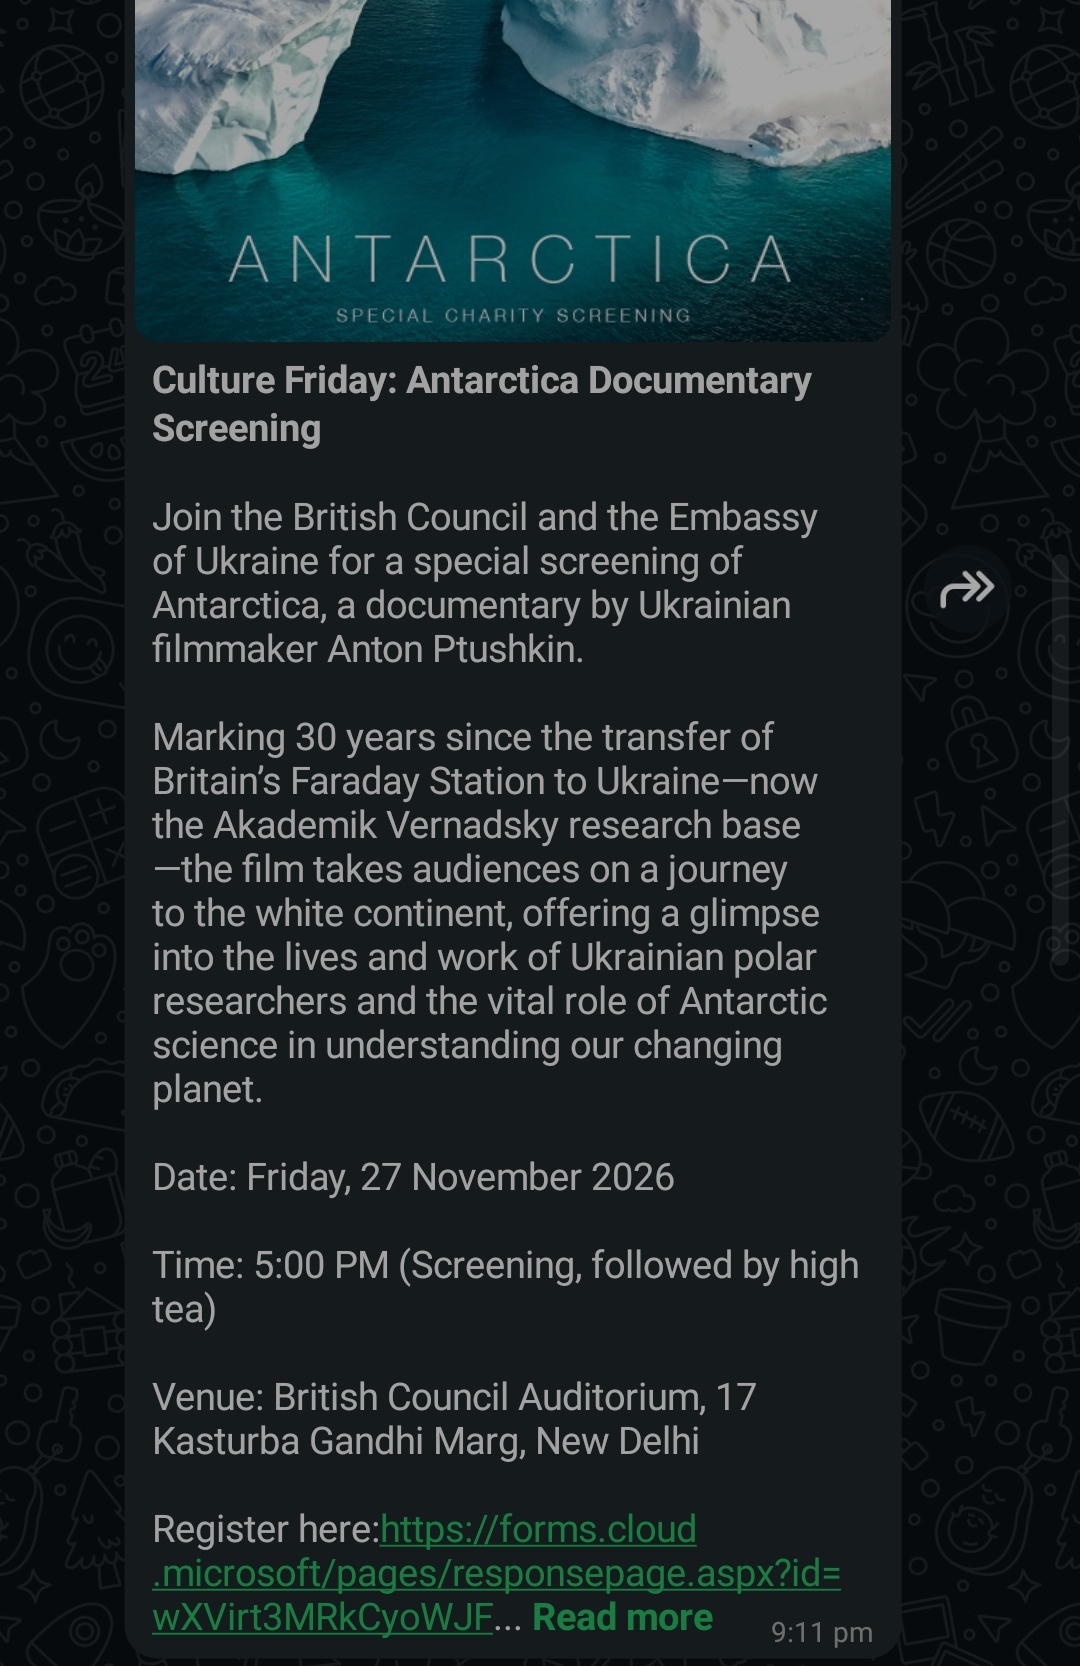 ANTARCTICA
SPECIAL CHARITY SCREENING
Culture Friday: Antarctica Documentary
Screening
Join the British Council and the Embassy
of Ukraine for a special screening of
Antarctica, a documentary by Ukrainian
filmmaker Anton Ptushkin.
Marking 30 years since the transfer of
Britain’s Faraday Station to Ukraine—now
the Akademik Vernadsky research base
—the film takes audiences on a journey
to the white continent, offering a glimpse
into the lives and work of Ukrainian polar
researchers and the vital role of Antarctic
science in understanding our changing
planet.
Date: Friday, 27 November 2026
Time: 5:00 PM (Screening, followed by high
tea)
Venue: British Council Auditorium, 17
Kasturba Gandhi Marg, New Delhi
Register here:https://forms.cloud
.microsoft/pages/responsepage.aspx?id=
wXVirt3MRkCyoWJF... Read more
9:11 pm